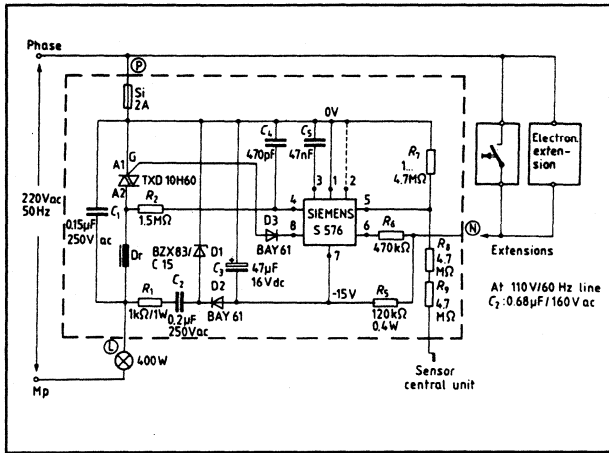 Phase
P
Si
2A
0V
C4
470pF
C5
47nF
R7
1...
4.7MΩ
Electron.
extension
A1
G
A2
TXD 10H60
3
1
2
220Vac
50Hz
C1
0.15µF
250V ac
R2
1.5MΩ
4
5
SIEMENS
S 576
D3
BAY 61
8
6
7
R6
470kΩ
N
Extensions
Dr
BZX83/
C 15
D1
C3
+
47µF
16Vdc
R8
4.7
MΩ
R9
4.7
MΩ
At 110V/60 Hz line
C2: 0.68µF/160V ac
R1
1kΩ/1W
C2
0.2µF
250Vac
D2
BAY 61
-15V
R5
120kΩ
0.4W
L
400W
Mp
Sensor
central unit